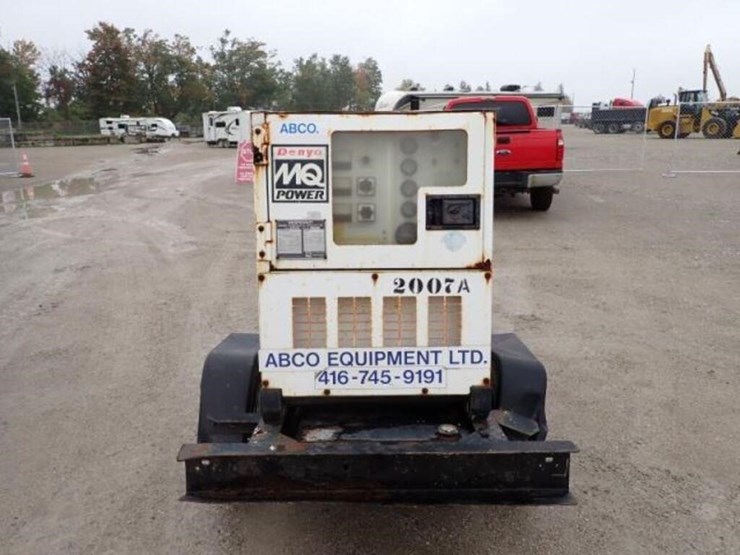 ABCO.
Denyo
MQ
POWER
2007A
ABCO EQUIPMENT LTD.
416-745-9191